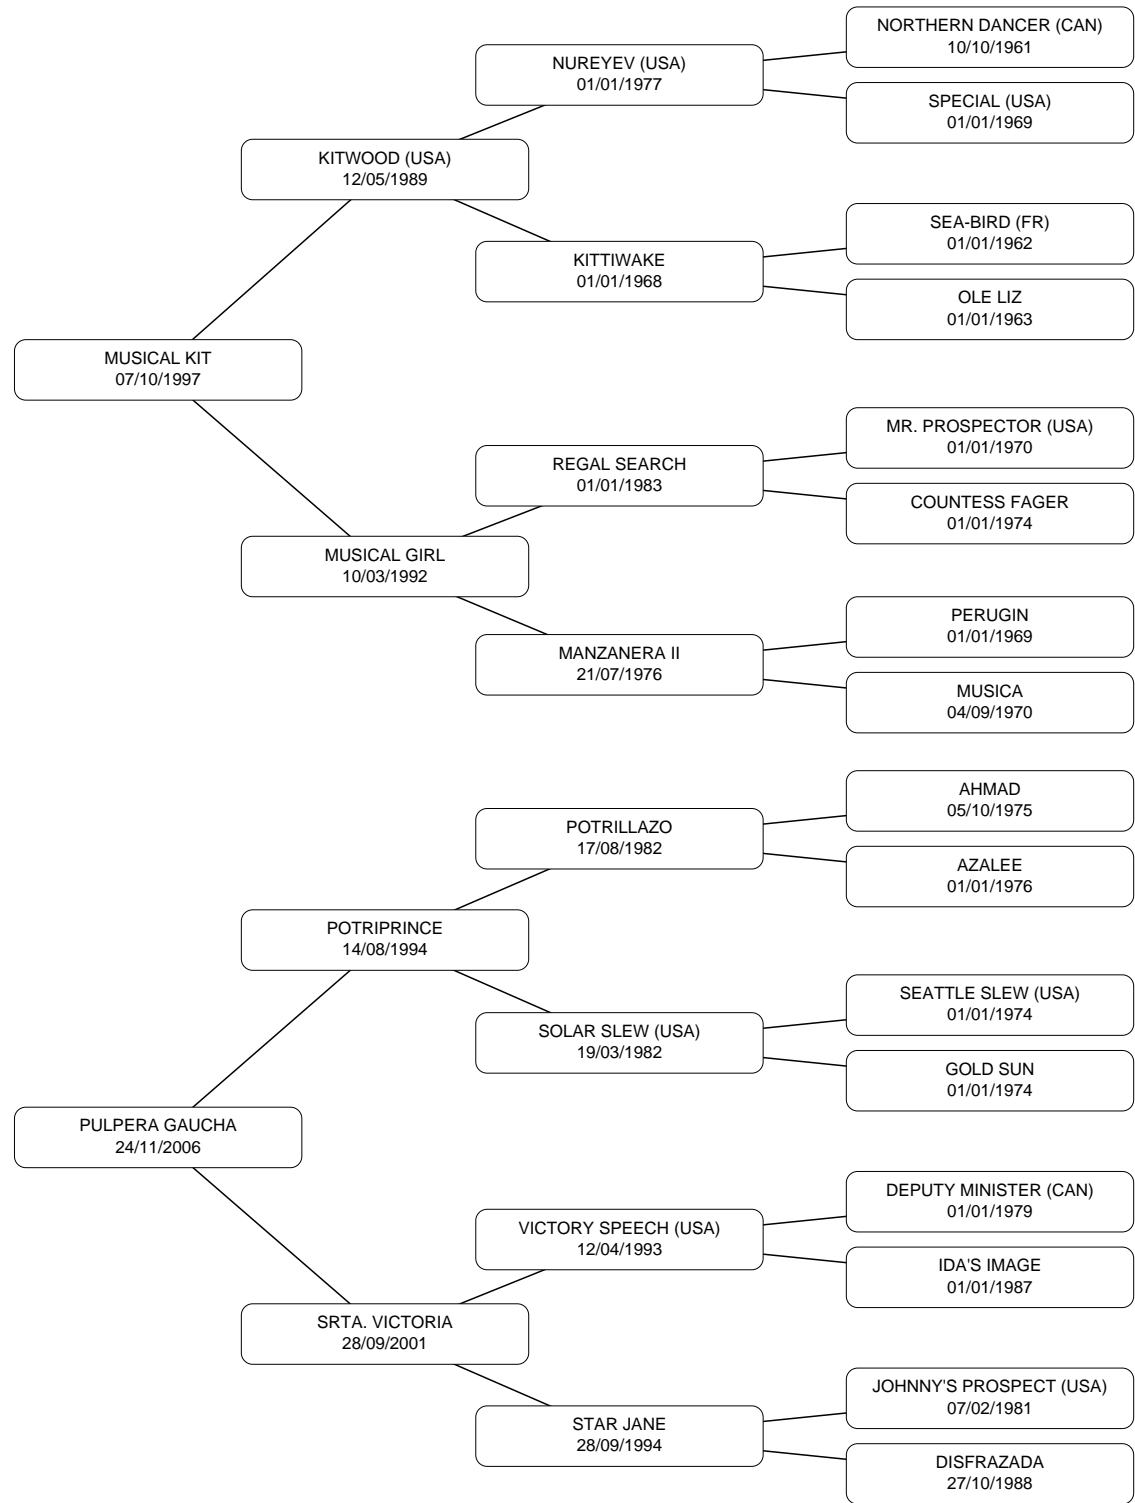 NORTHERN DANCER (CAN)
10/10/1961
NUREYEV (USA)
01/01/1977
SPECIAL (USA)
01/01/1969
KITWOOD (USA)
12/05/1989
SEA-BIRD (FR)
01/01/1962
KITTIWAKE
01/01/1968
OLE LIZ
01/01/1963
MUSICAL KIT
07/10/1997
MR. PROSPECTOR (USA)
01/01/1970
REGAL SEARCH
01/01/1983
COUNTESS FAGER
01/01/1974
MUSICAL GIRL
10/03/1992
PERUGIN
01/01/1969
MANZANERA II
21/07/1976
MUSICA
04/09/1970
AHMAD
05/10/1975
POTRILLAZO
17/08/1982
AZALEE
01/01/1976
POTRIPRINCE
14/08/1994
SEATTLE SLEW (USA)
01/01/1974
SOLAR SLEW (USA)
19/03/1982
GOLD SUN
01/01/1974
PULPERA GAUCHA
24/11/2006
DEPUTY MINISTER (CAN)
01/01/1979
VICTORY SPEECH (USA)
12/04/1993
IDA'S IMAGE
01/01/1987
SRTA. VICTORIA
28/09/2001
JOHNNY'S PROSPECT (USA)
07/02/1981
STAR JANE
28/09/1994
DISFRAZADA
27/10/1988